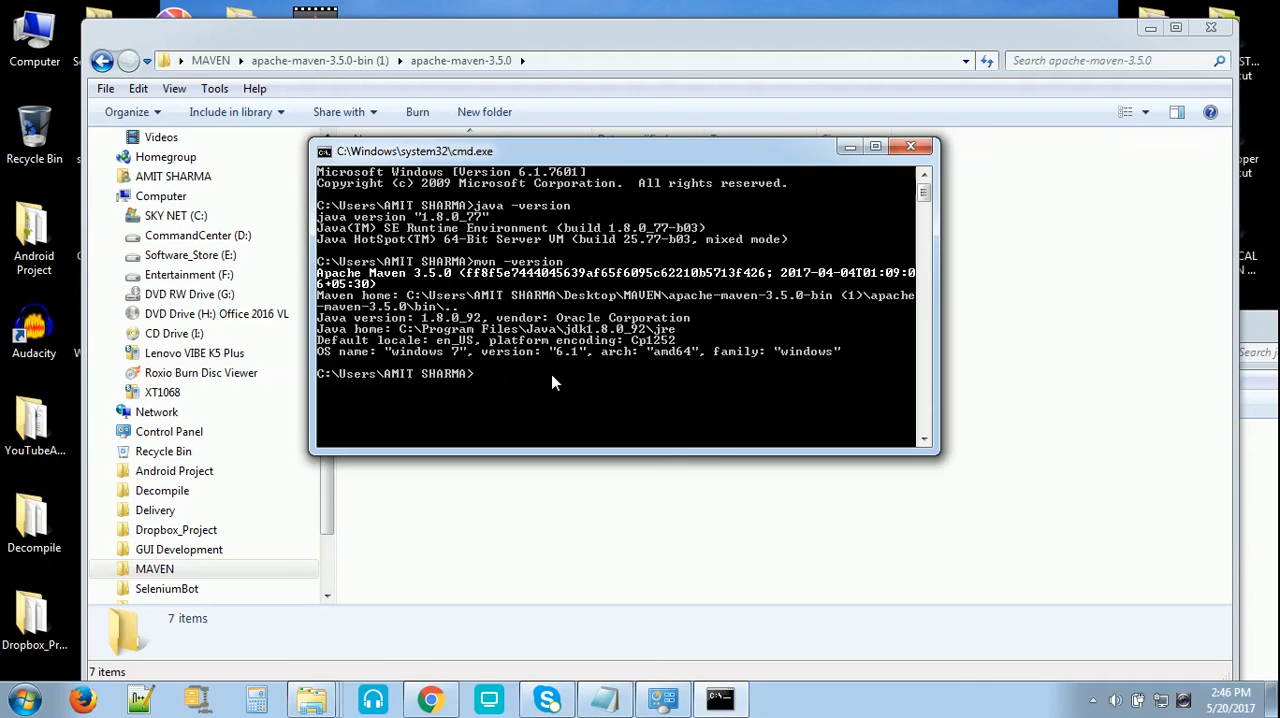 Computer
Recycle Bin
Android
Project
Audacity
YouTubeA...
Decompile
Dropbox_Pr...
MAVEN
apache-maven-3.5.0-bin (1)
apache-maven-3.5.0
Search apache-maven-3.5.0
File Edit View Tools Help
Organize Include in library Share with Burn New folder
Videos
Homegroup
AMIT SHARMA
Computer
SKY NET (C:)
CommandCenter (D:)
Software_Store (E:)
Entertainment (F:)
DVD RW Drive (G:)
DVD Drive (H:) Office2016 VL
CD Drive (I:)
Lenovo VIBE K5 Plus
Roxio Burn Disc Viewer
XT1068
Network
Control Panel
Recycle Bin
Android Project
Decompile
Delivery
Dropbox_Project
GUI Development
MAVEN
SeleniumBot
C:\Windows\system32\cmd.exe
Microsoft Windows [Version 6.1.7601]
Copyright (c) 2009 Microsoft Corporation. All rights reserved.
C:\Users\AMIT SHARMA>java -version
java version "1.8.0_77"
Java(TM) SE Runtime Environment (build 1.8.0_77-b03)
Java HotSpot(TM) 64-Bit Server VM (build 25.77-b03, mixed mode)
C:\Users\AMIT SHARMA>mvn -version
Apache Maven 3.5.0 (ff8f5e7444045639af65f6095c62210b5713f426; 2017-04-04T01:09:0
6+05:30)
Maven home: C:\Users\AMIT SHARMA\Desktop\MAVEN\apache-maven-3.5.0-bin (1)\apache
-maven-3.5.0\bin\..
Java version: 1.8.0_92, vendor: Oracle Corporation
Java home: C:\Program Files\Java\jdk1.8.0_92\jre
Default locale: en_US, platform encoding: Cp1252
OS name: "windows 7", version: "6.1", arch: "amd64", family: "windows"
C:\Users\AMIT SHARMA>
7 items
7 items
2:46 PM
5/20/2017